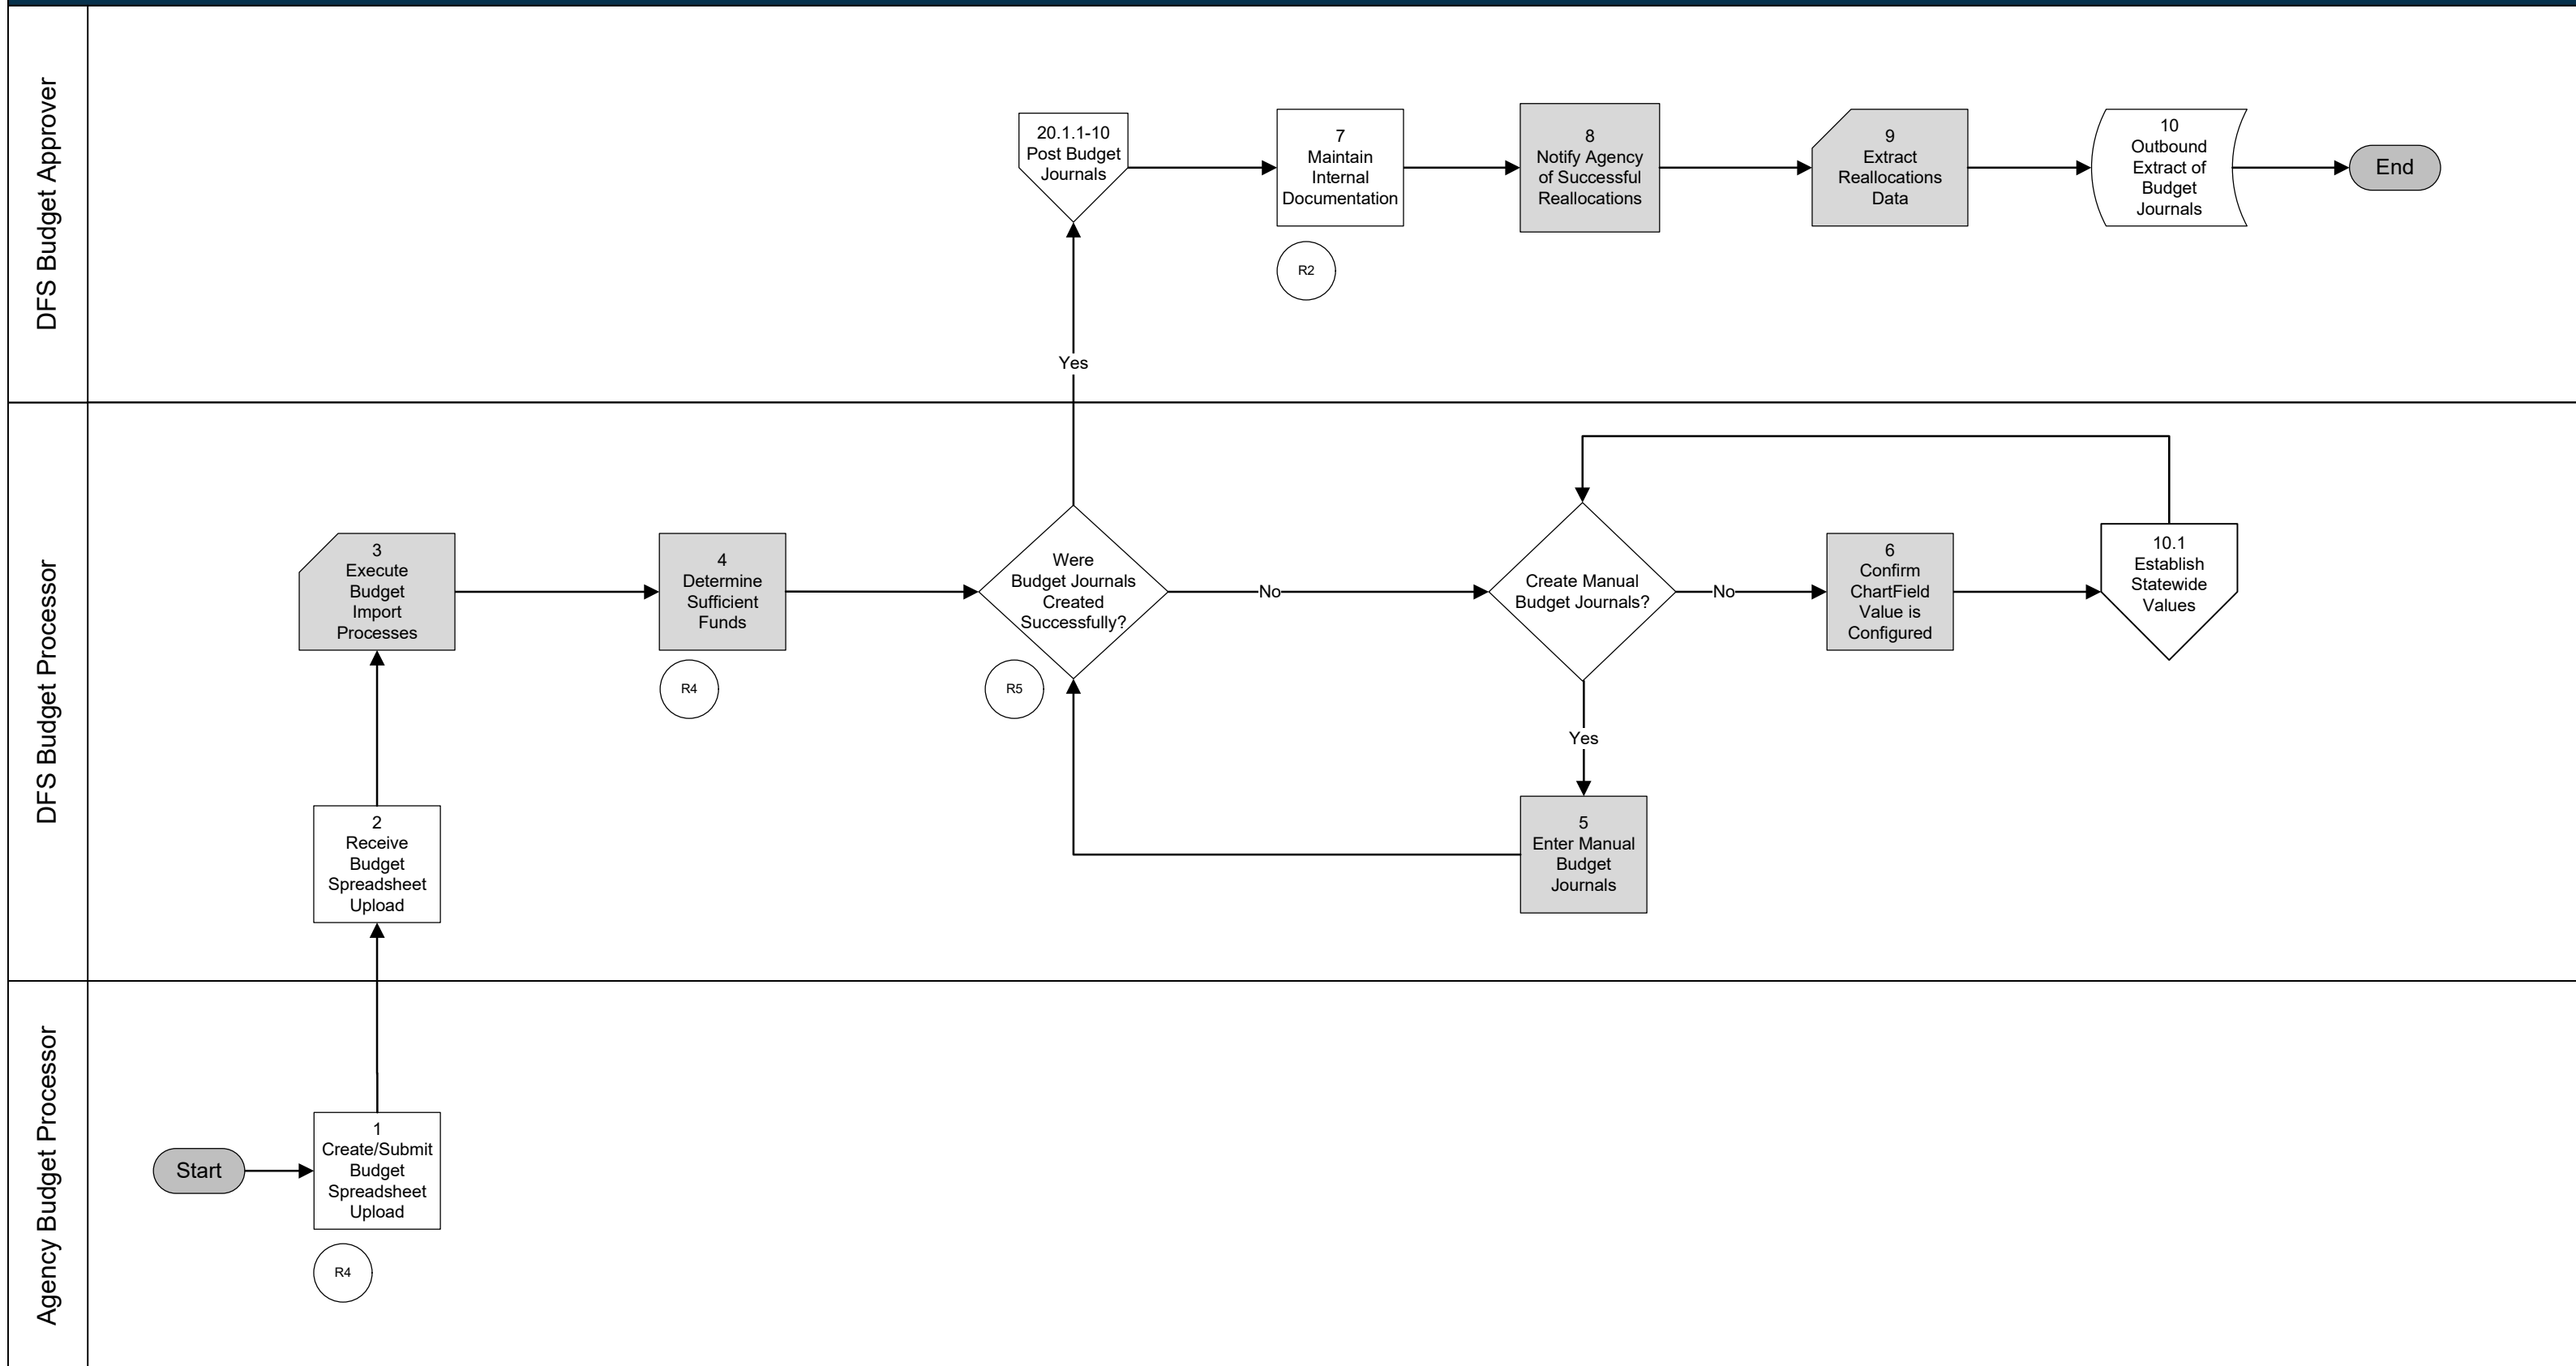 DFS Budget Approver
20.1.1-10
Post Budget
Journals
7
Maintain
Internal
Documentation
R2
8
Notify Agency
of Successful
Reallocations
9
Extract
Reallocations
Data
10
Outbound
Extract of
Budget
Journals
End
Yes
DFS Budget Processor
3
Execute
Budget
Import
Processes
4
Determine
Sufficient
Funds
R4
Were
Budget Journals
Created
Successfully?
R5
No
Create Manual
Budget Journals?
No
6
Confirm
ChartField
Value is
Configured
10.1
Establish
Statewide
Values
Yes
5
Enter Manual
Budget
Journals
2
Receive
Budget
Spreadsheet
Upload
Agency Budget Processor
Start
1
Create/Submit
Budget
Spreadsheet
Upload
R4